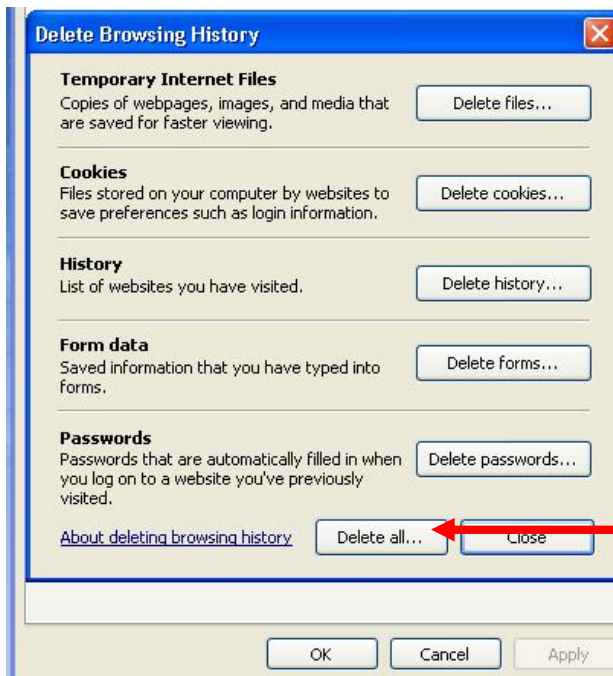 Delete Browsing History
Temporary Internet Files
Copies of webpages, images, and media that
are saved for faster viewing.
Delete files...
Cookies
Files stored on your computer by websites to
save preferences such as login information.
Delete cookies...
History
List of websites you have visited.
Delete history...
Form data
Saved information that you have typed into
forms.
Delete forms...
Passwords
Passwords that are automatically filled in when
you log on to a website you've previously
visited.
Delete passwords...
About deleting browsing history
Delete all...
Close
OK
Cancel
Apply